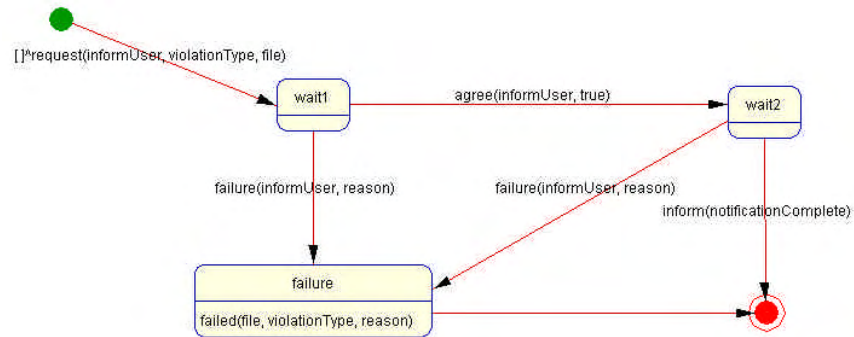 [ ]^request(informUser, violationType, file)
wait1
agree(informUser, true)
wait2
failure(informUser, reason)
failure(informUser, reason)
inform(notificationComplete)
failure
failed(file, violationType, reason)